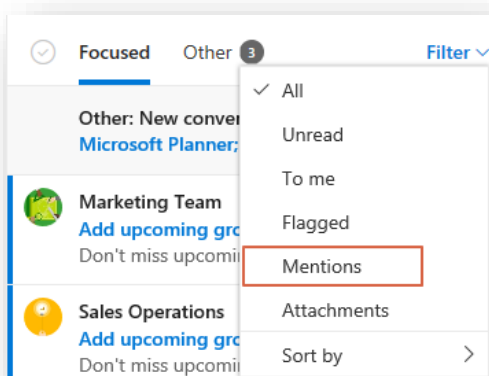 Focused Other 3 Filter
All
Other: New conver
Unread
Microsoft Planner;
To me
Marketing Team
Flagged
Add upcoming gro
Don't miss upcomi
Mentions
Sales Operations
Attachments
Add upcoming gro
Sort by
Don't miss upcomi